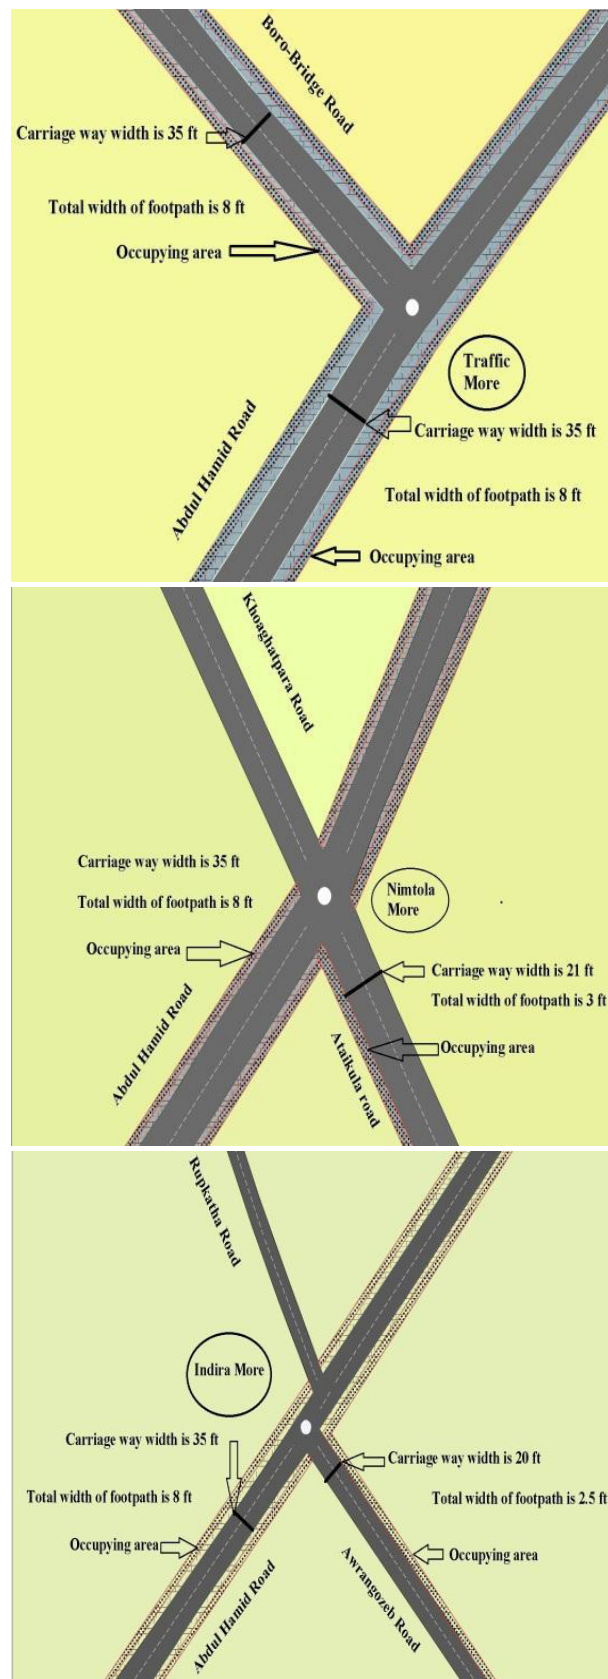 Boro-Bridge Road
Carriage way width is 35 ft
Total width of footpath is 8 ft
Occupying area
Traffic
More
Carriage way width is 35 ft
Abdul Hamid Road
Total width of footpath is 8 ft
Occupying area
Khoaghatpara Road
Carriage way width is 35 ft
Total width of footpath is 8 ft
Nimtola
More
Occupying area
Carriage way width is 21 ft
Total width of footpath is 3 ft
Abdul Hamid Road
Occupying area
Ataikula road
Rupkatha Road
Indira More
Carriage way width is 35 ft
Carriage way width is 20 ft
Total width of footpath is 8 ft
Total width of footpath is 2.5 ft
Occupying area
Occupying area
Abdul Hamid Road
Awrangozeb Road